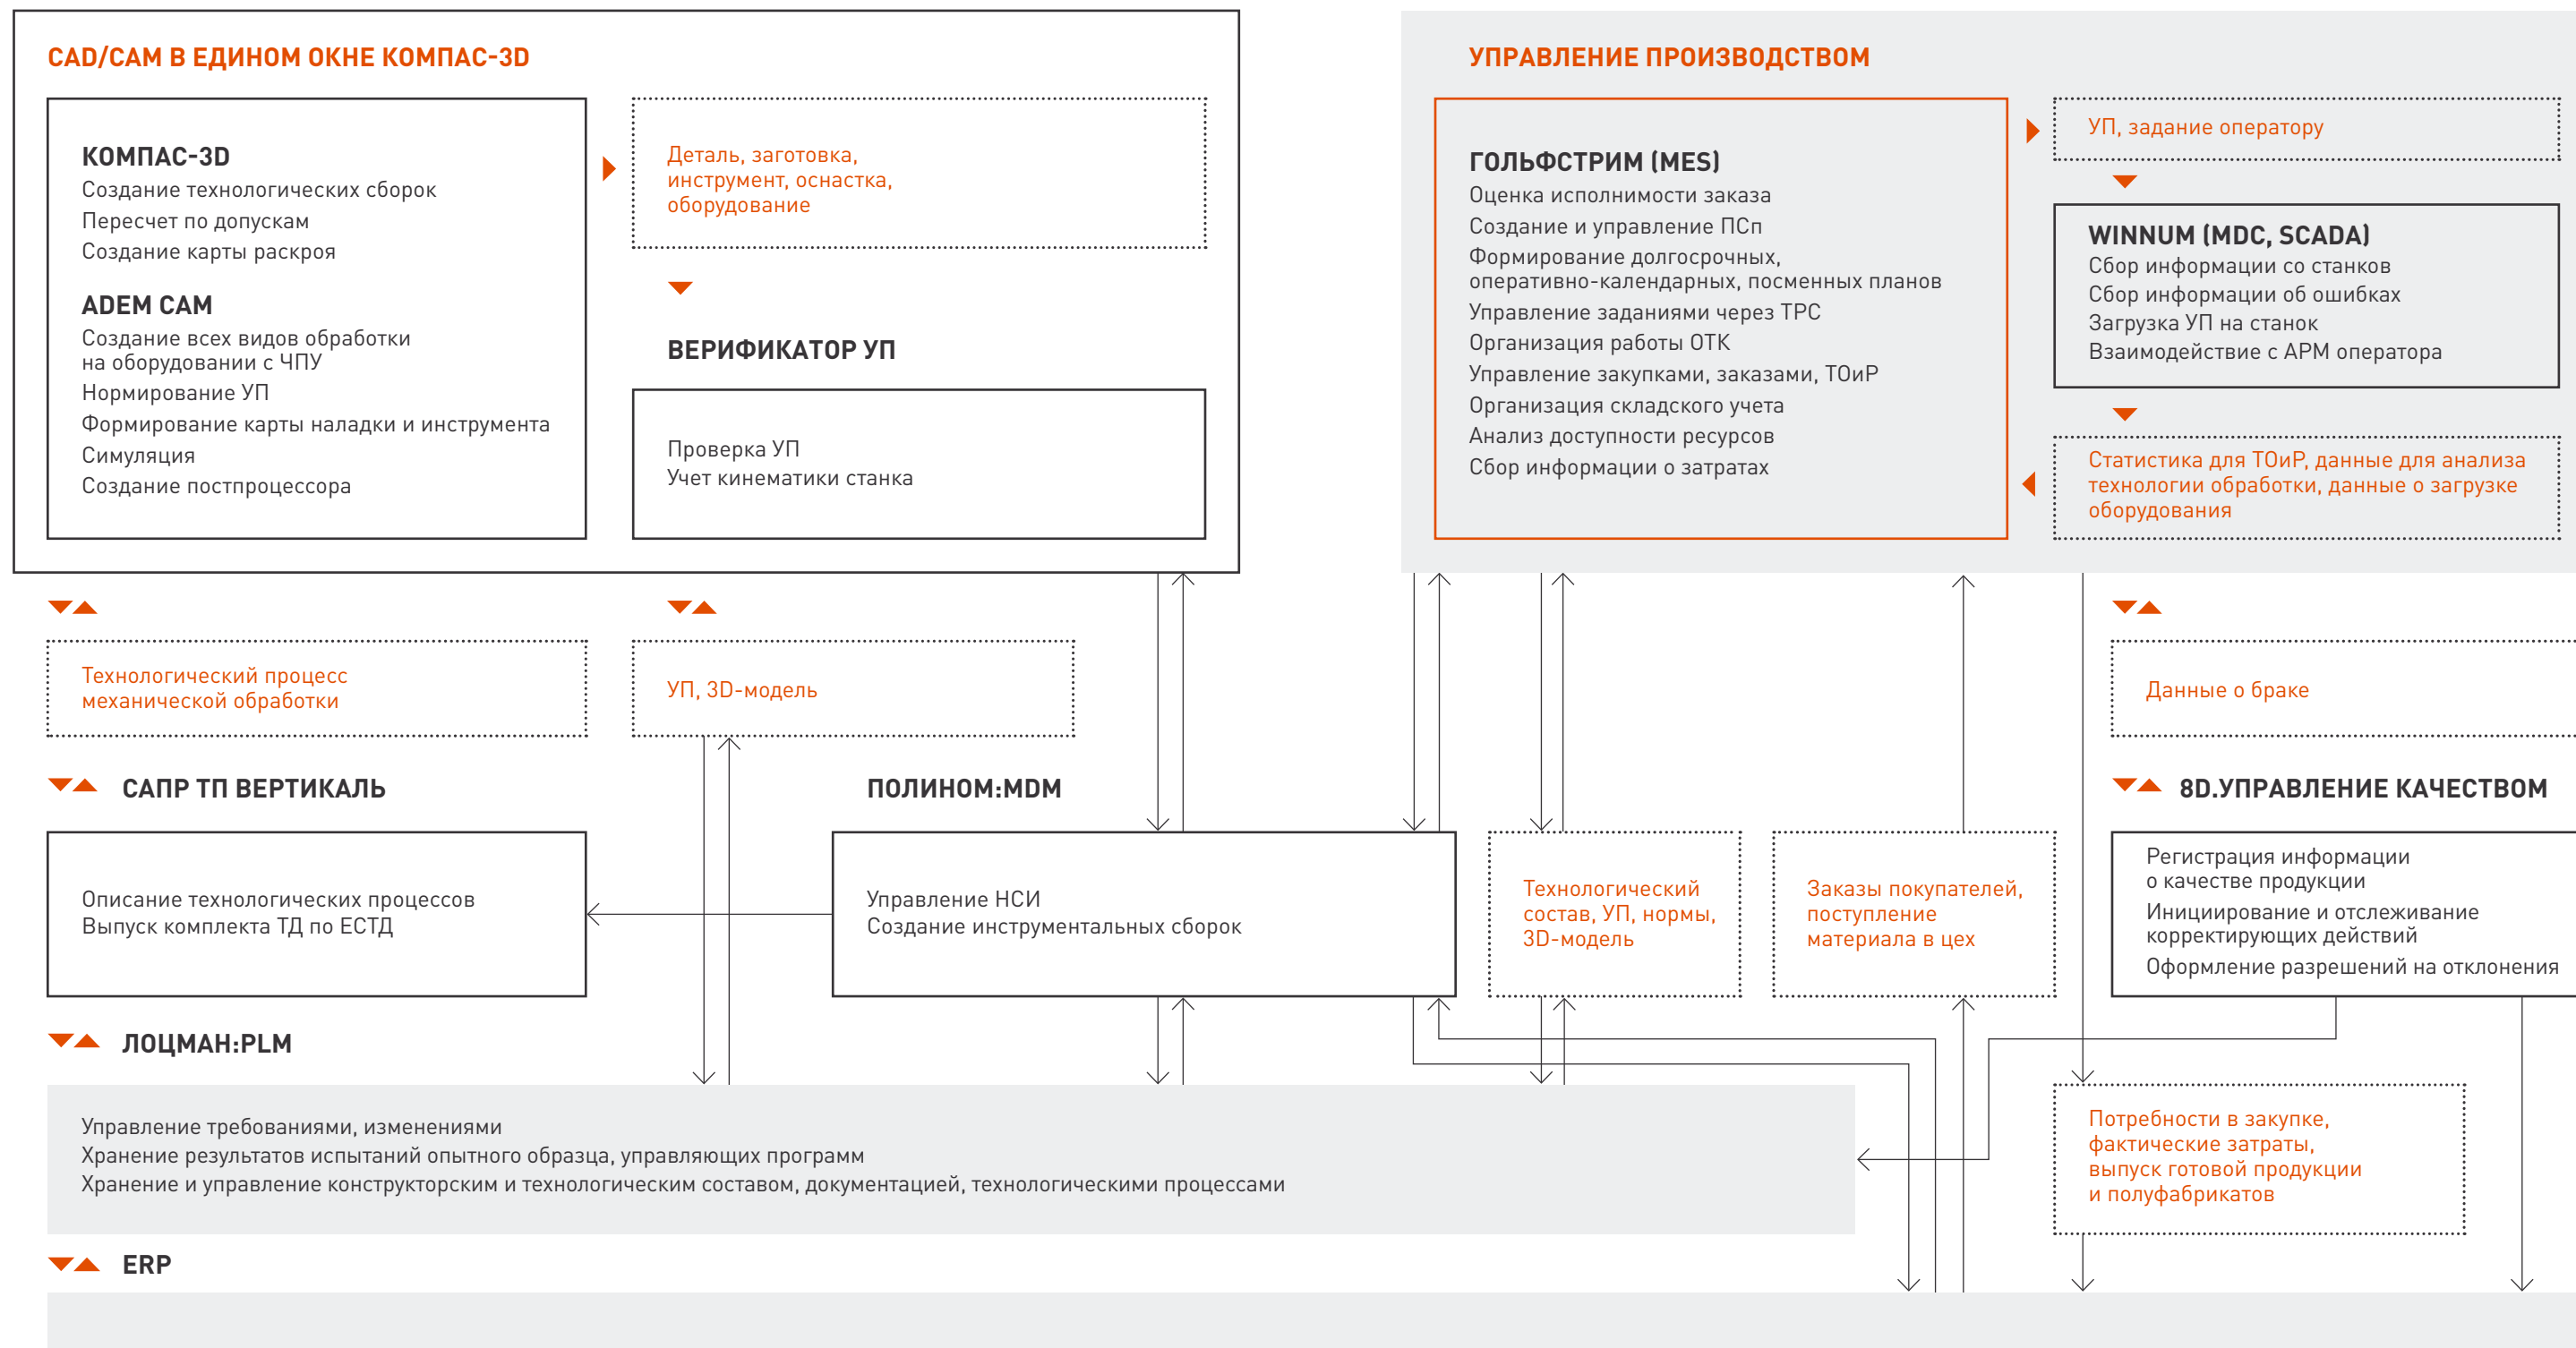 CAD/CAM В ЕДИНОМ ОКНЕ КОМПАС-3D
КОМПАС-3D
Создание технологических сборок
Пересчет по допускам
Создание карты раскроя
ADEM CAM
Создание всех видов обработки
на оборудовании с ЧПУ
Нормирование УП
Формирование карты наладки и инструмента
Симуляция
Создание постпроцессора
Деталь, заготовка,
инструмент, оснастка,
оборудование
ВЕРИФИКАТОР УП
Проверка УП
Учет кинематики станка
УПРАВЛЕНИЕ ПРОИЗВОДСТВОМ
ГОЛЬФСТРИМ (MES)
Оценка исполнимости заказа
Создание и управление ПСп
Формирование долгосрочных,
оперативно-календарных, посменных планов
Управление заданиями через ТРС
Организация работы ОТК
Управление закупками, заказами, ТОиР
Организация складского учета
Анализ доступности ресурсов
Сбор информации о затратах
УП, задание оператору
WINNUM (MDC, SCADA)
Сбор информации со станков
Сбор информации об ошибках
Загрузка УП на станок
Взаимодействие с АРМ оператора
Статистика для ТОиР, данные для анализа
технологии обработки, данные о загрузке
оборудования
Технологический процесс
механической обработки
УП, 3D-модель
Данные о браке
САПР ТП ВЕРТИКАЛЬ
Описание технологических процессов
Выпуск комплекта ТД по ЕСТД
ПОЛИНОМ:MDM
Управление НСИ
Создание инструментальных сборок
Технологический
состав, УП, нормы,
3D-модель
Заказы покупателей,
поступление
материала в цех
8D.УПРАВЛЕНИЕ КАЧЕСТВОМ
Регистрация информации
о качестве продукции
Инициирование и отслеживание
корректирующих действий
Оформление разрешений на отклонения
ЛОЦМАН:PLM
Управление требованиями, изменениями
Хранение результатов испытаний опытного образца, управляющих программ
Хранение и управление конструкторским и технологическим составом, документацией, технологическими процессами
Потребности в закупке,
фактические затраты,
выпуск готовой продукции
и полуфабрикатов
ERP